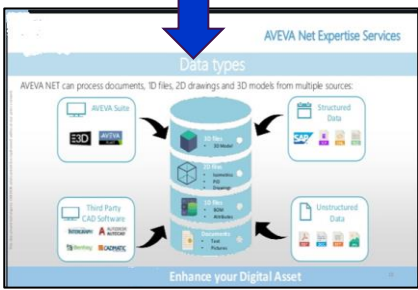 AVEVA Net Expertise Services
Data types
AVEVA NET can process documents, 1D files, 2D drawings and 3D models from multiple sources:
AVEVA Suite
E3D
AVEVA
Structured
Data
SAP
3D files
• 3D Model
2D files
• Isometrics
• PID
• Drawings
1D files
• BOM
• Attributes
Documents
• Text
• Pictures
Third Party
CAD Software
INTERGRAPH
AUTODESK
AUTOCAD
Bentley
CADMATIC
Unstructured
Data
Enhance your Digital Asset